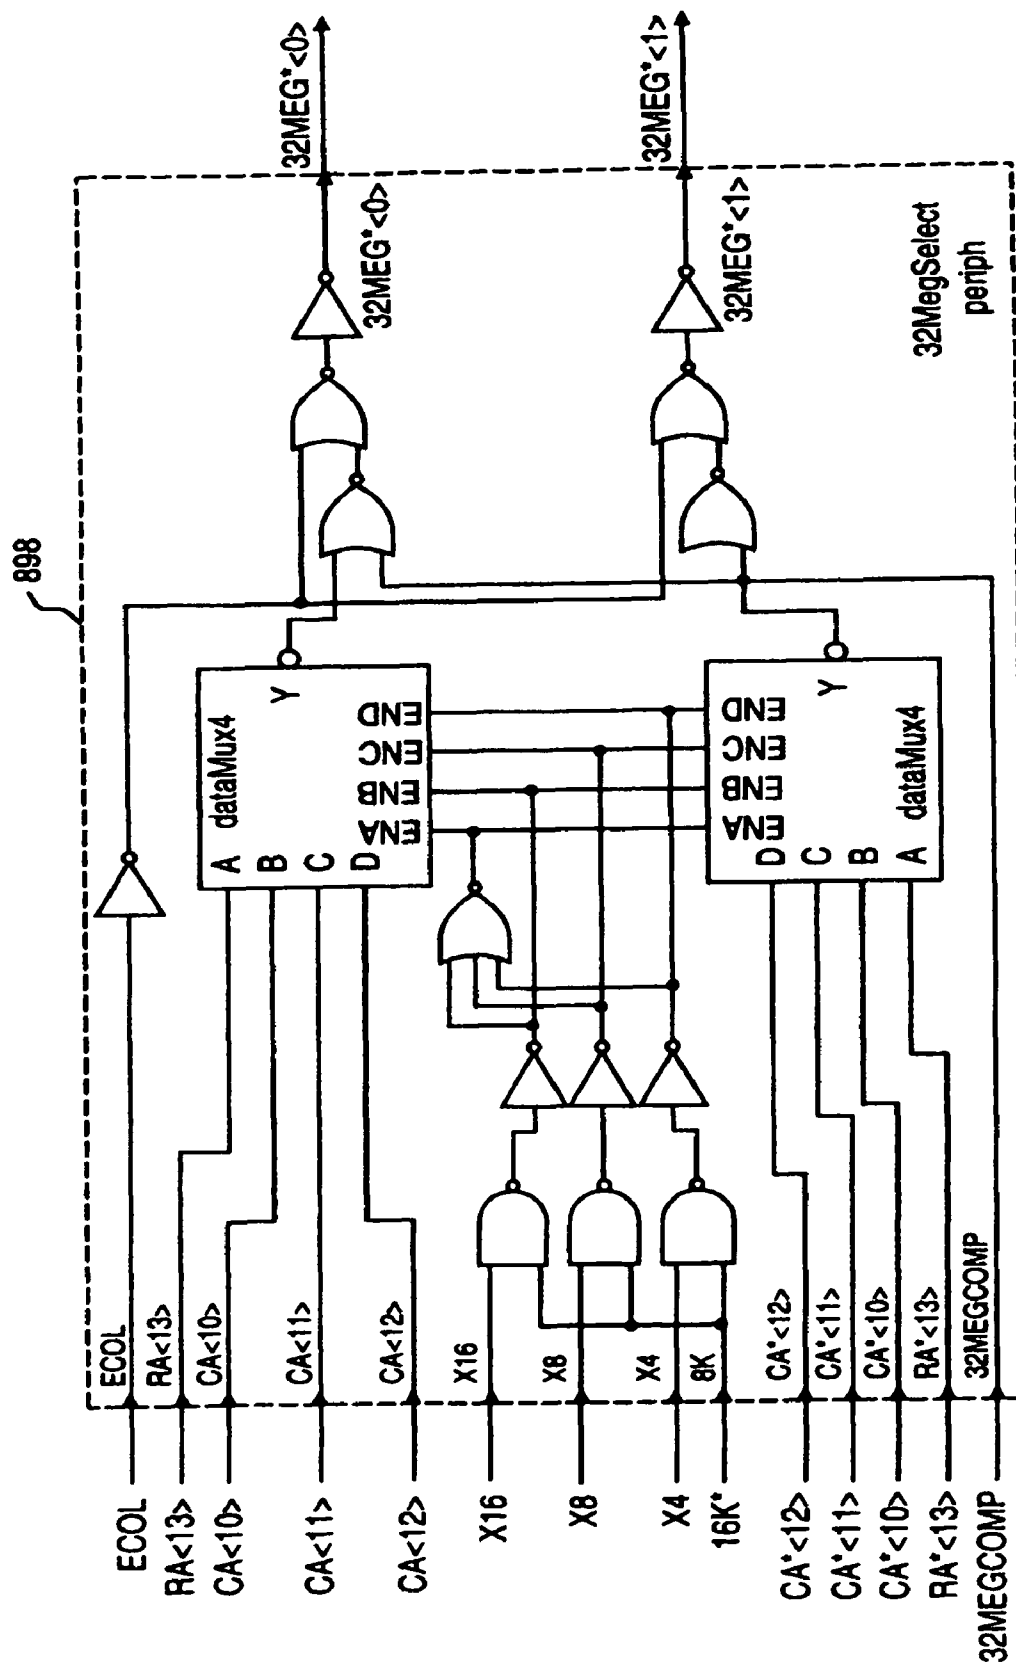 898
ECOL
ECOL
RA<13>
RA<13>
CA<10>
CA<10>
CA<11>
CA<11>
CA<12>
CA<12>
X16
X16
X8
X8
X4
X4
16K*
8K
CA*<12>
CA*<12>
CA*<11>
CA*<11>
CA*<10>
CA*<10>
RA*<13>
RA*<13>
32MEGCOMP
32MEGCOMP
A
B
C
D
dataMux4
Y
ENA
ENB
ENC
END
D
C
B
A
dataMux4
Y
ENA
ENB
ENC
END
32MEG*<0>
32MEG*<0>
32MEG*<1>
32MEG*<1>
32MegSelect
periph